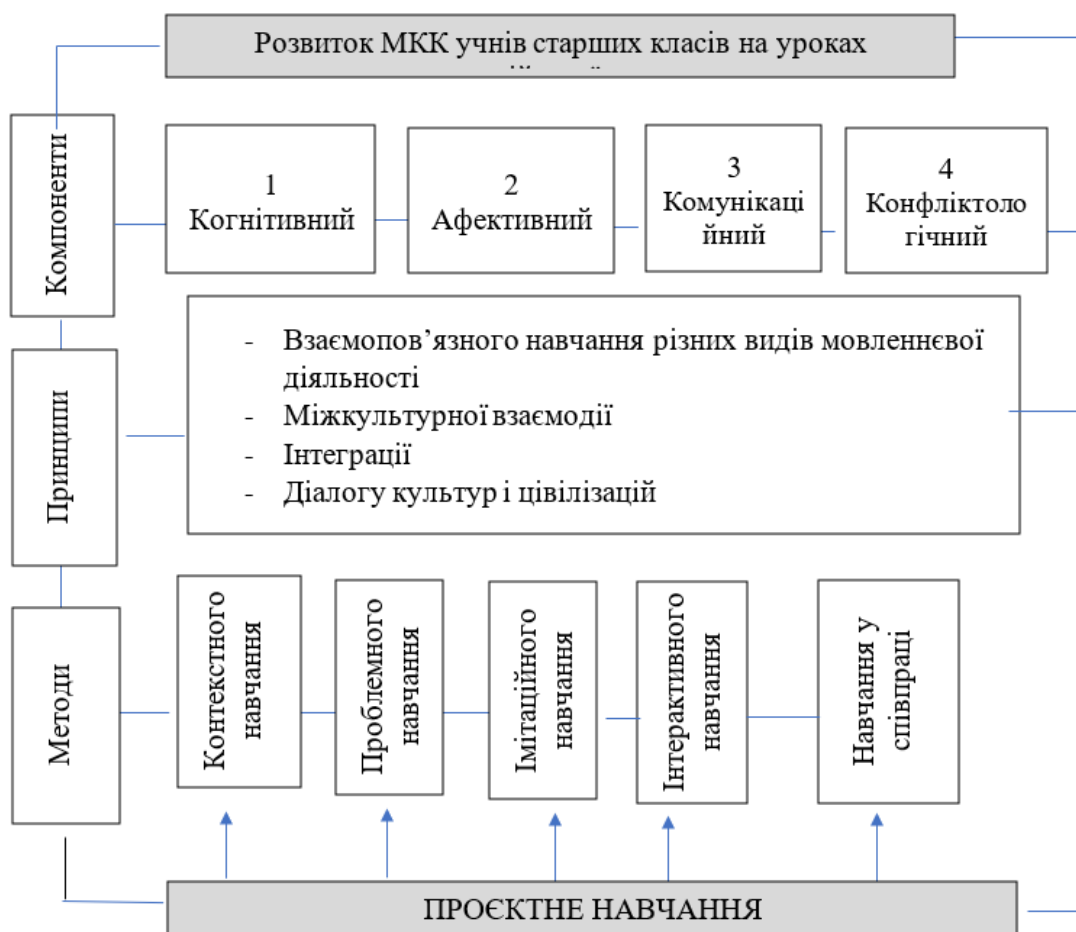 Розвиток МКК учнів старших класів на уроках
Компоненти
1
Когнітивний
2
Афективний
3
Комунікаці
йний
4
Конфліктоло
гічний
Принципи
- Взаємопов’язного навчання різних видів мовленнєвої
діяльності
- Міжкультурної взаємодії
- Інтеграції
- Діалогу культур і цівілізацій
Методи
Контекстного
навчання
Проблемного
навчання
Імітаційного
навчання
Інтерактивного
навчання
Навчання у
співпраці
ПРОЄКТНЕ НАВЧАННЯ